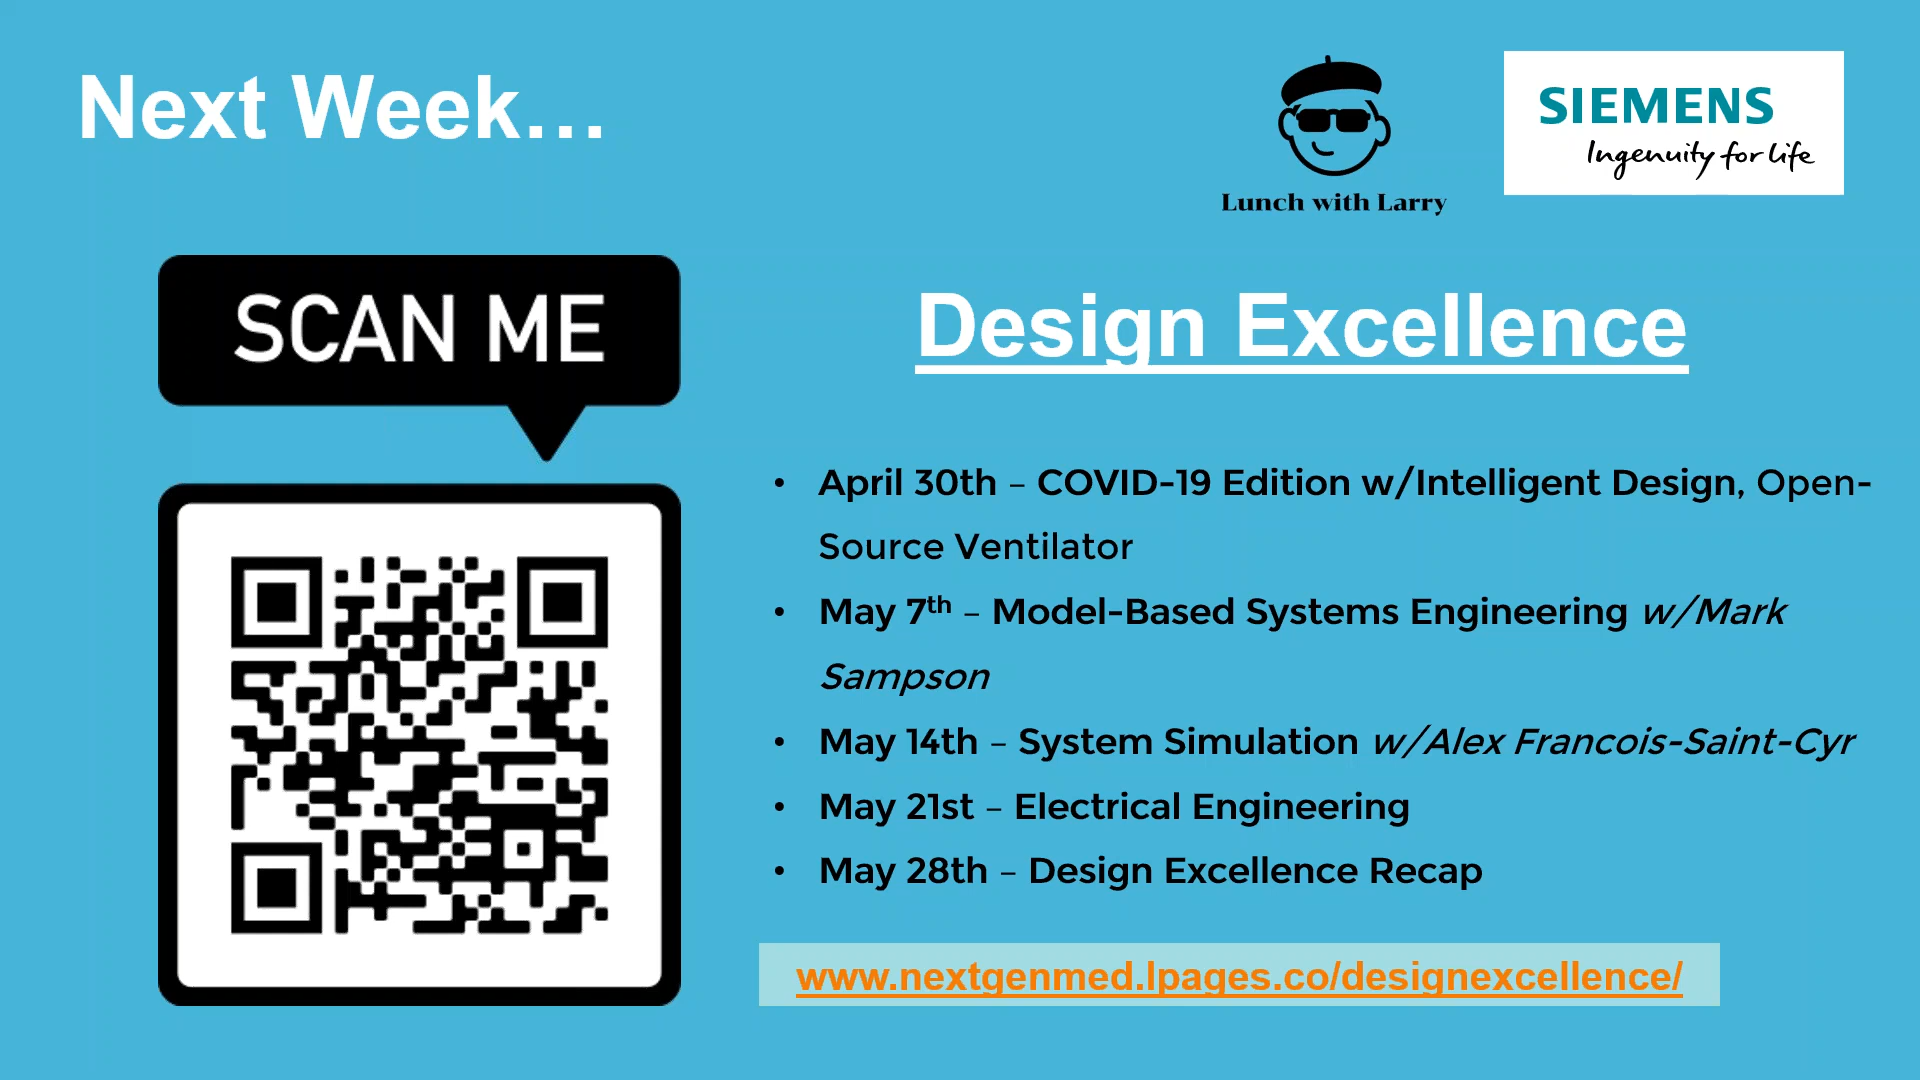 Next Week…
Lunch with Larry
SIEMENS
Ingenuity for life
SCAN ME
Design Excellence
• April 30th – COVID-19 Edition w/Intelligent Design, Open-
Source Ventilator
• May 7th – Model-Based Systems Engineering w/Mark
Sampson
• May 14th – System Simulation w/Alex Francois-Saint-Cyr
• May 21st – Electrical Engineering
• May 28th – Design Excellence Recap
www.nextgenmed.lpages.co/designexcellence/